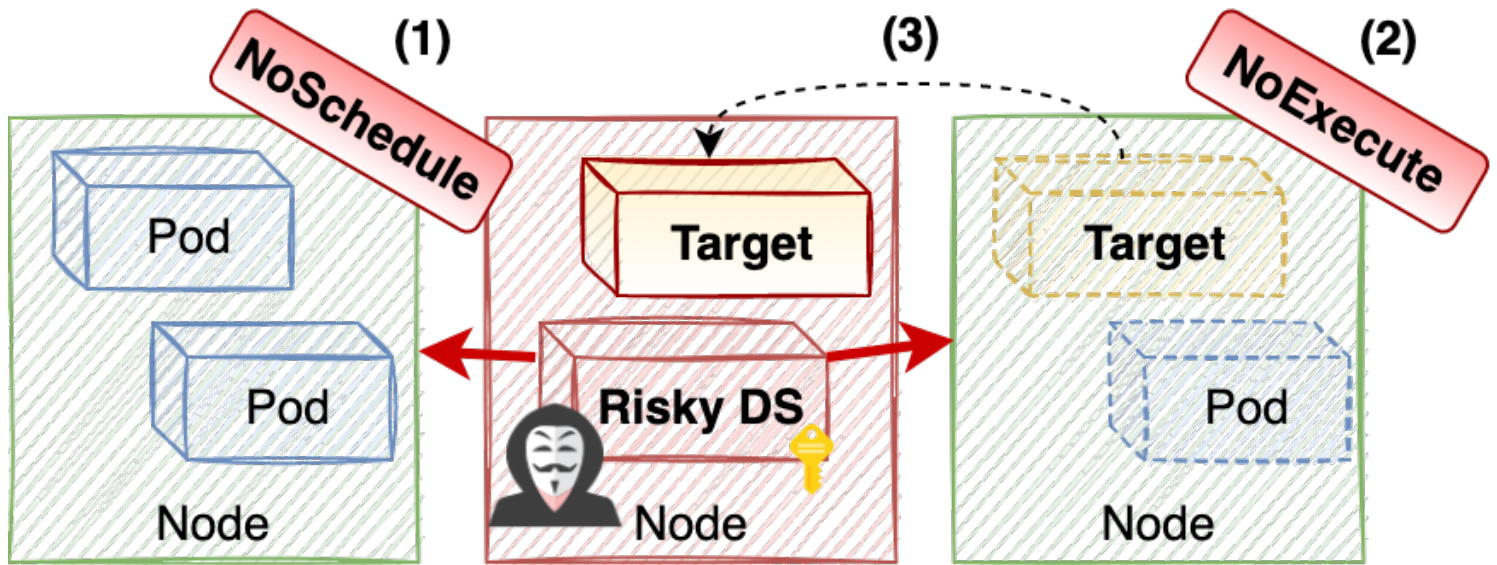 (1)
(3)
(2)
NoSchedule
NoExecute
Pod
Target
Target
Pod
Risky DS
Pod
Node
Node
Node